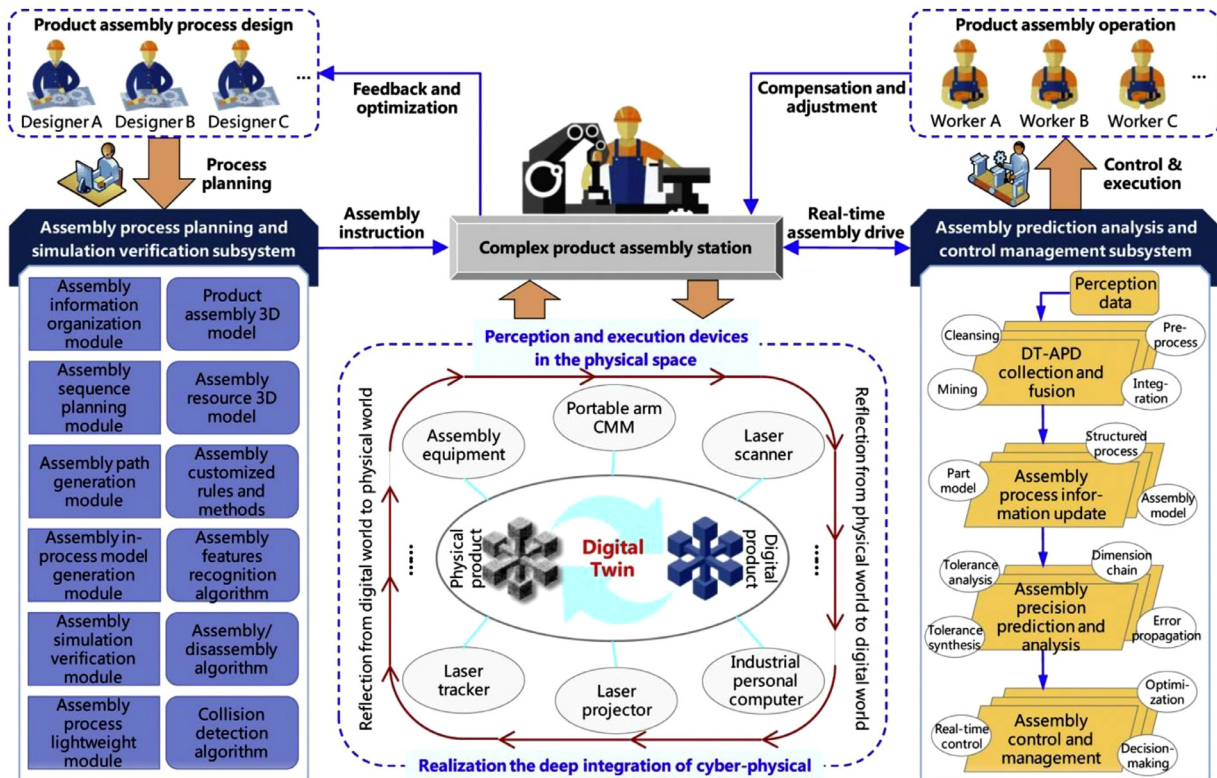 Product assembly process design
Designer A
Designer B
Designer C
...
Feedback and
optimization
Compensation and
adjustment
Product assembly operation
Worker A
Worker B
Worker C
...
Process
planning
Control &
execution
Assembly process planning and
simulation verification subsystem
Assembly
instruction
Complex product assembly station
Real-time
assembly drive
Assembly prediction analysis and
control management subsystem
Assembly
information
organization
module
Product
assembly 3D
model
Assembly
sequence
planning
module
Assembly
resource 3D
model
Assembly path
generation
module
Assembly
customized
rules and
methods
Assembly in-
process model
generation
module
Assembly
features
recognition
algorithm
Assembly
simulation
verification
module
Assembly/
disassembly
algorithm
Assembly
process
lightweight
module
Collision
detection
algorithm
Perception and execution devices
in the physical space
Reflection from digital world to physical world
Assembly
equipment
Portable arm
CMM
Laser
scanner
Physical
product
Digital
Twin
Digital
product
......
......
Laser
tracker
Laser
projector
Industrial
personal
computer
Reflection from physical world to digital world
Realization the deep integration of cyber-physical
Perception
data
Cleansing
Pre-
process
DT-APD
collection and
fusion
Mining
Integ-
ration
Structured
process
Part
model
Assembly
process infor-
mation update
Assembly
model
Tolerance
analysis
Dimension
chain
Assembly
precision
prediction
and analysis
Tolerance
synthesis
Error
propagation
Optimi-
zation
Real-time
control
Assembly
control and
management
Decision-
making